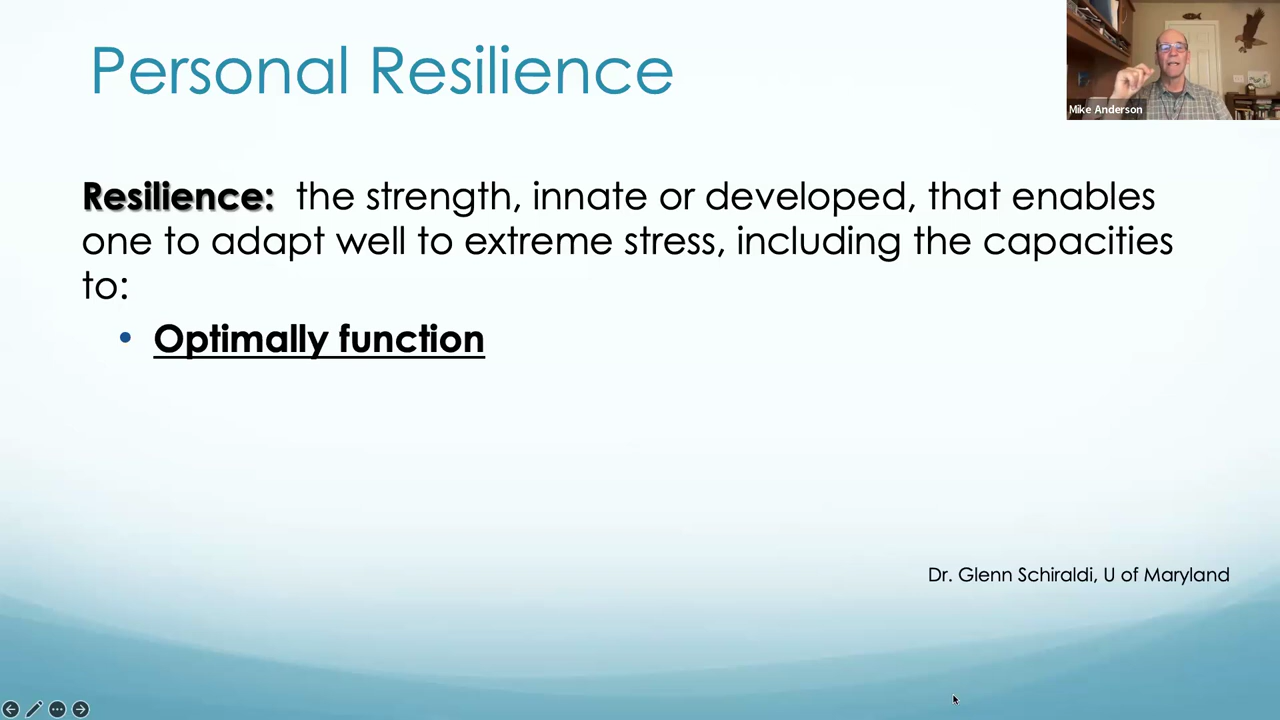 Personal Resilience
Mike Anderson
Resilience: the strength, innate or developed, that enables
one to adapt well to extreme stress, including the capacities
to:
• Optimally function
Dr. Glenn Schiraldi, U of Maryland